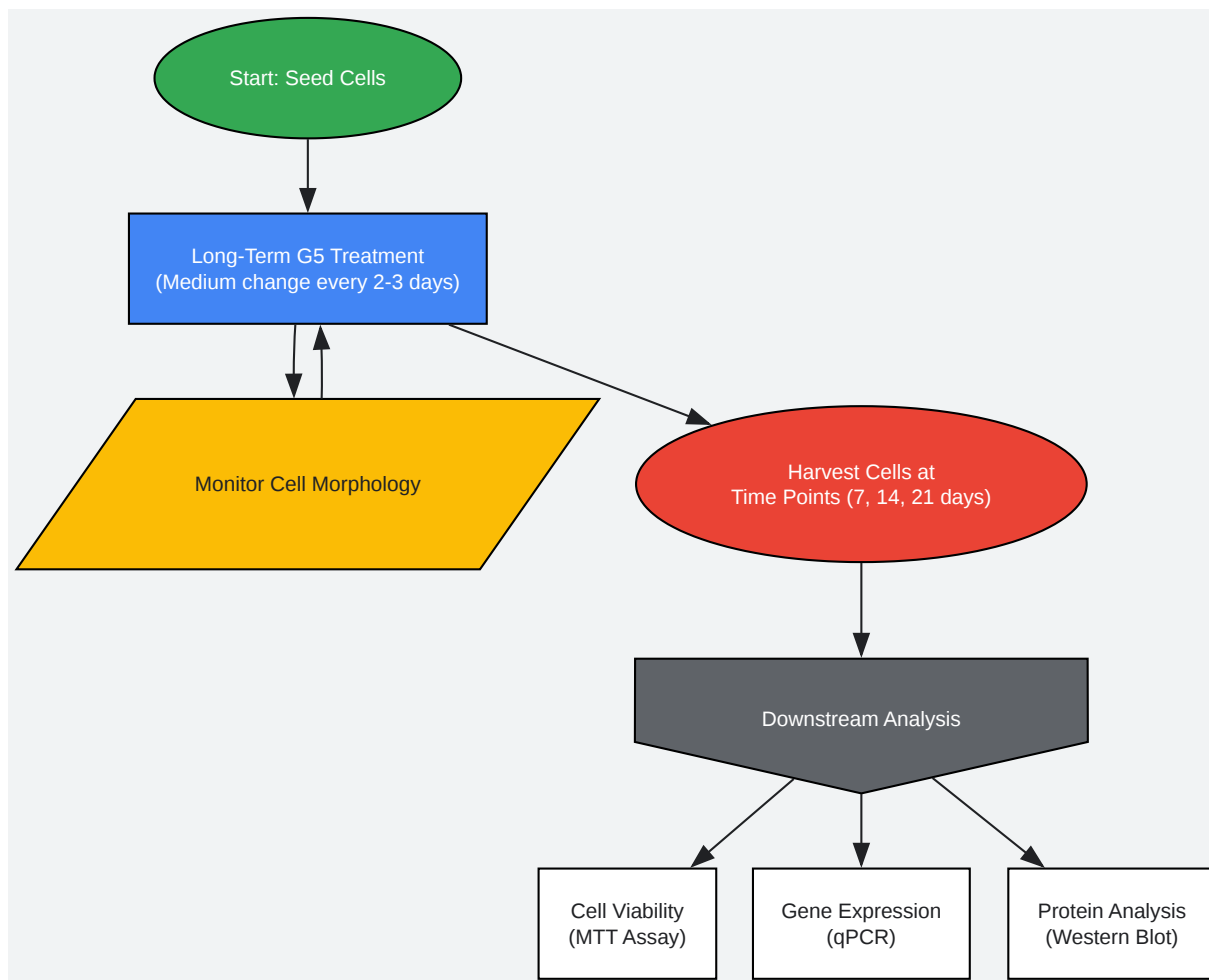 Start: Seed Cells
Long-Term G5 Treatment
(Medium change every 2-3 days)
Monitor Cell Morphology
Harvest Cells at
Time Points (7, 14, 21 days)
Downstream Analysis
Cell Viability
(MTT Assay)
Gene Expression
(qPCR)
Protein Analysis
(Western Blot)